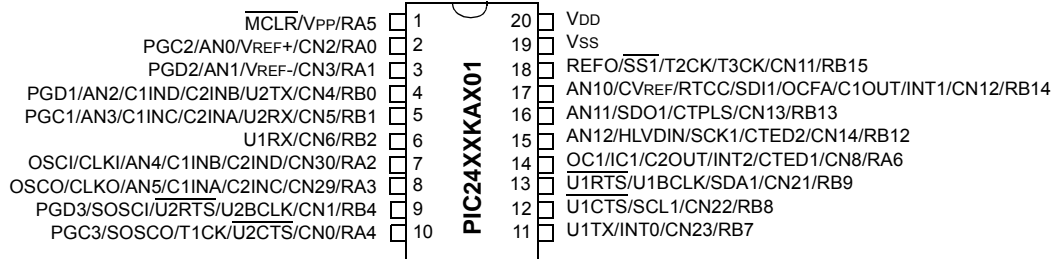 MCLR/VPP/RA5 1
PGC2/AN0/VREF+/CN2/RA0 2
PGD2/AN1/VREF-/CN3/RA1 3
PGD1/AN2/C1IND/C2INB/U2TX/CN4/RB0 4
PGC1/AN3/C1INC/C2INA/U2RX/CN5/RB1 5
U1RX/CN6/RB2 6
OSCI/CLKI/AN4/C1INB/C2IND/CN30/RA2 7
OSCO/CLKO/AN5/C1INA/C2INC/CN29/RA3 8
PGD3/SOSCI/U2RTS/U2BCLK/CN1/RB4 9
PGC3/SOSCO/T1CK/U2CTS/CN0/RA4 10
PIC24XXKAX01
20 VDD
19 VSS
18 REFO/SS1/T2CK/T3CK/CN11/RB15
17 AN10/CVREF/RTCC/SDI1/OCFA/C1OUT/INT1/CN12/RB14
16 AN11/SDO1/CTPLS/CN13/RB13
15 AN12/HLVDIN/SCK1/CTED2/CN14/RB12
14 OC1/IC1/C2OUT/INT2/CTED1/CN8/RA6
13 U1RTS/U1BCLK/SDA1/CN21/RB9
12 U1CTS/SCL1/CN22/RB8
11 U1TX/INT0/CN23/RB7